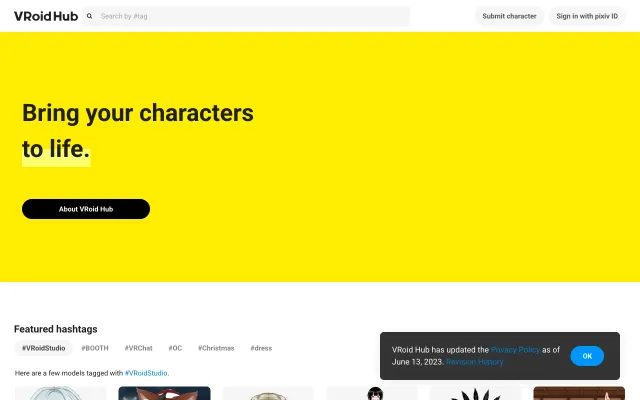 VRoid Hub
Search by #tag
Submit character
Sign in with pixiv ID
Bring your characters
to life.
About VRoid Hub
Featured hashtags
#VRoidStudio #BOOTH #VRChat #OC #Christmas #dress
Here are a few models tagged with #VRoidStudio.
VRoid Hub has updated the Privacy Policy as of
June 13, 2023. Revision History
OK